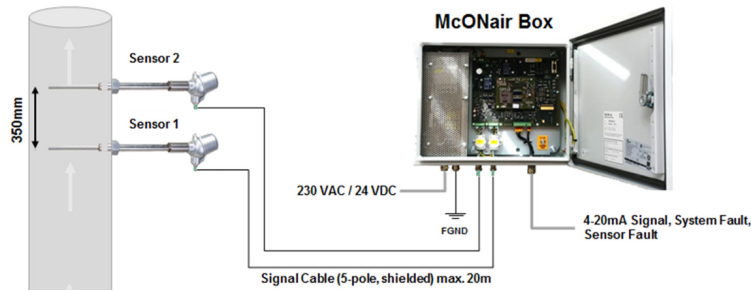 McONair Box
Sensor 2
Sensor 1
350mm
230 VAC / 24 VDC
FGND
4-20mA Signal, System Fault,
Sensor Fault
Signal Cable (5-pole, shielded) max. 20m